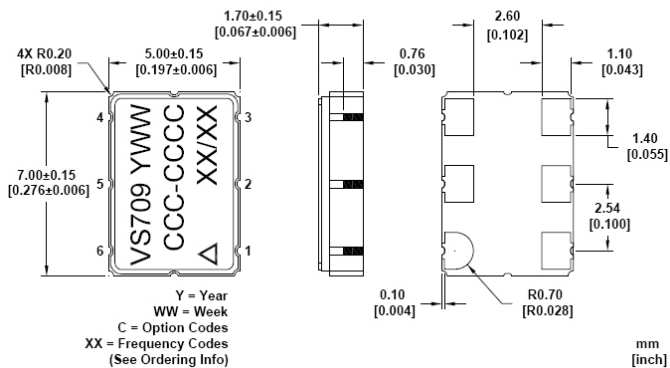 1.70±0.15
[0.067±0.006]
2.60
[0.102]
4X R0.20
[R0.008]
5.00±0.15
[0.197±0.006]
0.76
[0.030]
1.10
[0.043]
4
3
1.40
[0.055]
7.00±0.15
[0.276±0.006]
5
2
VS709 YWW
CCC-CCCC
XX/XX
2.54
[0.100]
6
1
0.10
[0.004]
R0.70
[R0.028]
Y = Year
WW = Week
C = Option Codes
XX = Frequency Codes
(See Ordering Info)
mm
[inch]